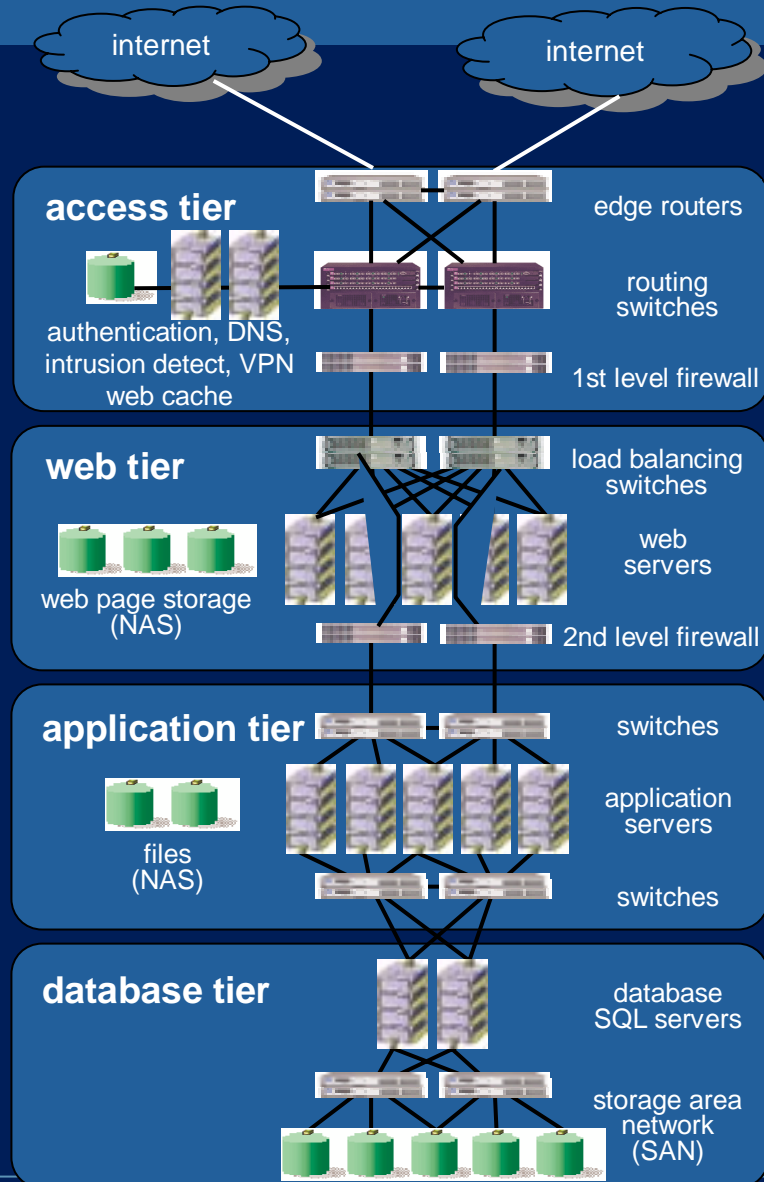 internet
internet
access tier
edge routers
routing
switches
authentication, DNS,
intrusion detect, VPN
web cache
1st level firewall
web tier
load balancing
switches
web
servers
web page storage
(NAS)
2nd level firewall
application tier
switches
application
servers
files
(NAS)
switches
database tier
database
SQL servers
storage area
network
(SAN)